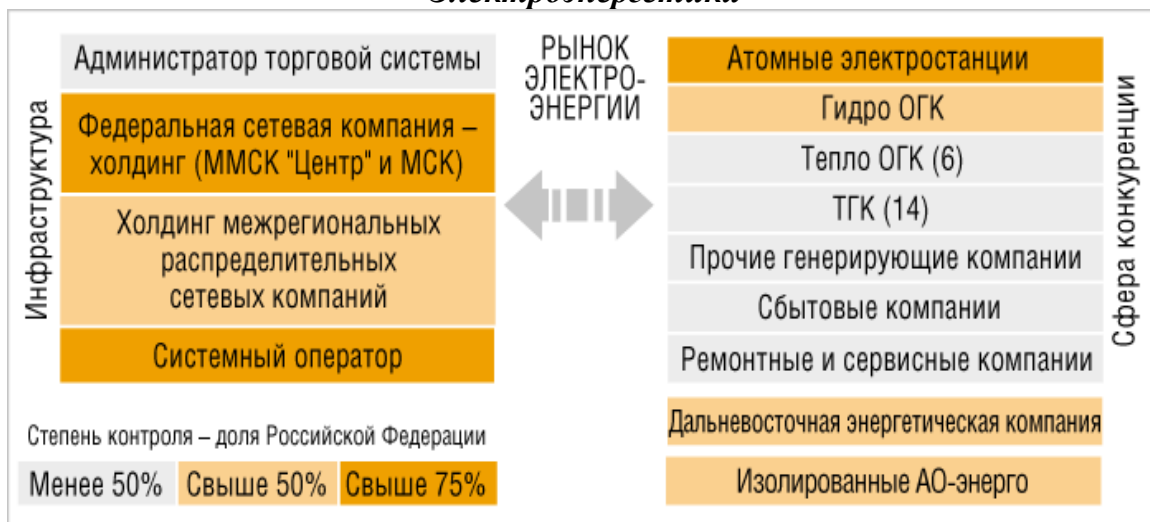 Электроэнергетики
Администратор торговой системы
Федеральная сетевая компания –
холдинг (ММСК "Центр" и МСК)
Холдинг межрегиональных
распределительных
сетевых компаний
Системный оператор
Инфраструктура
Степень контроля – доля Российской Федерации
Менее 50%
Свыше 50%
Свыше 75%
РЫНОК
ЭЛЕКТРО-
ЭНЕРГИИ
Атомные электростанции
Гидро ОГК
Тепло ОГК (6)
ТГК (14)
Прочие генерирующие компании
Сбытовые компании
Ремонтные и сервисные компании
Дальневосточная энергетическая компания
Изолированные АО-энерго
Сфера конкуренции